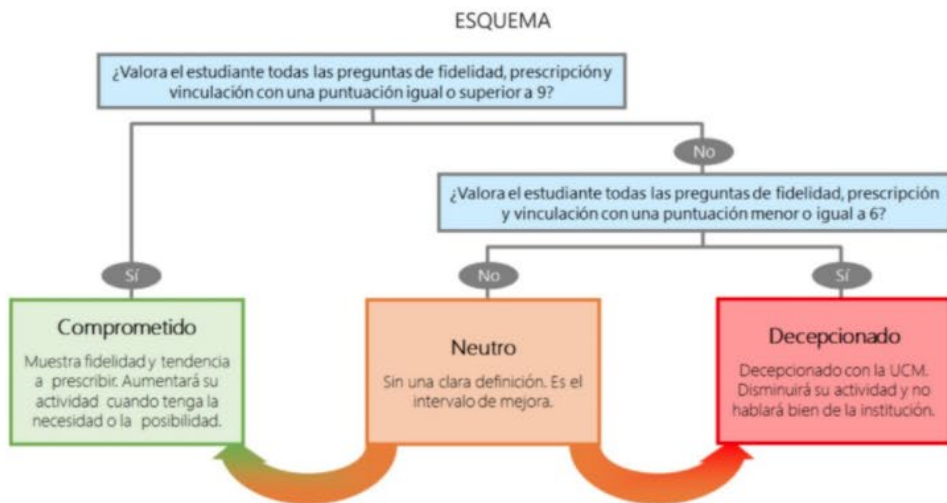 ESQUEMA
¿Valora el estudiante todas las preguntas de fidelidad, prescripción y
vinculación con una puntuación igual o superior a 9?
No
¿Valora el estudiante todas las preguntas de fidelidad, prescripción
y vinculación con una puntuación menor o igual a 6?
Sí
No
Sí
Comprometido
Muestra fidelidad y tendencia
a prescribir. Aumentará su
actividad cuando tenga la
necesidad o la posibilidad.
Neutro
Sin una clara definición. Es el
intervalo de mejora.
Decepcionado
Decepcionado con la UCM.
Disminuirá su actividad y no
hablará bien de la institución.